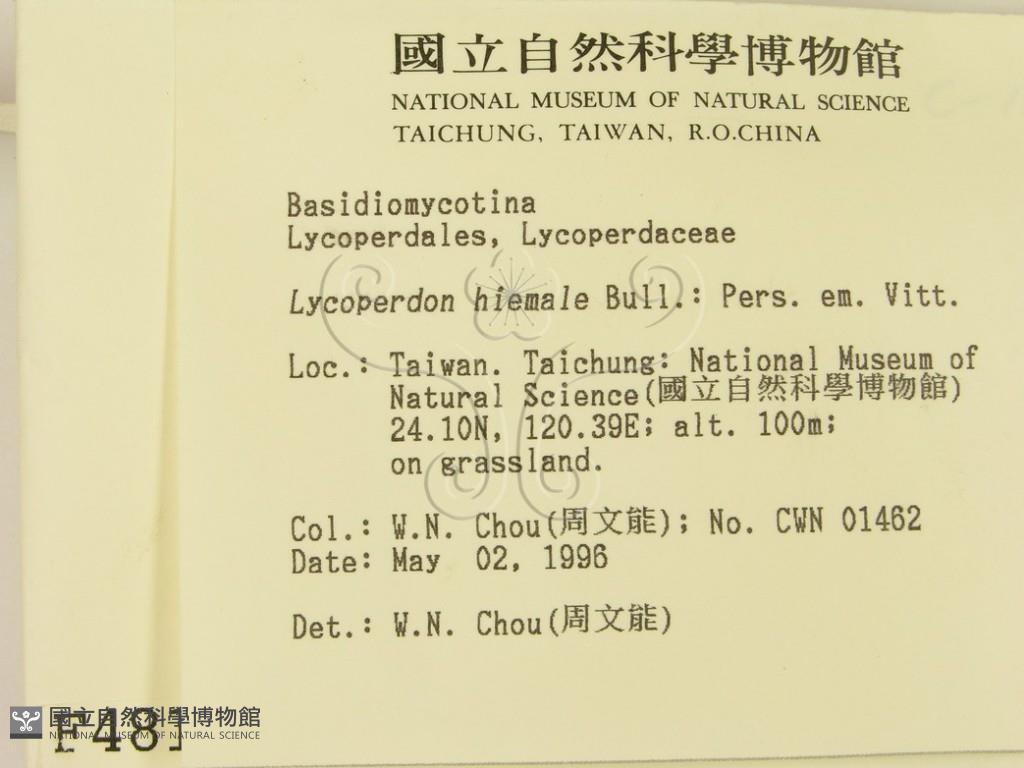 國立自然科學博物館
NATIONAL MUSEUM OF NATURAL SCIENCE
TAICHUNG, TAIWAN, R.O.CHINA
Basidiomycotina
Lycoperdales, Lycoperdaceae
Lycoperdon hiemale Bull.: Pers. em. Vitt.
Loc.: Taiwan. Taichung: National Museum of
Natural Science(國立自然科學博物館)
24.10N, 120.39E; alt. 100m;
on grassland.
Col.: W.N. Chou(周文能); No. CWN 01462
Date: May 02, 1996
Det.: W.N. Chou(周文能)
國立自然科學博物館
NATIONAL MUSEUM OF NATURAL SCIENCE